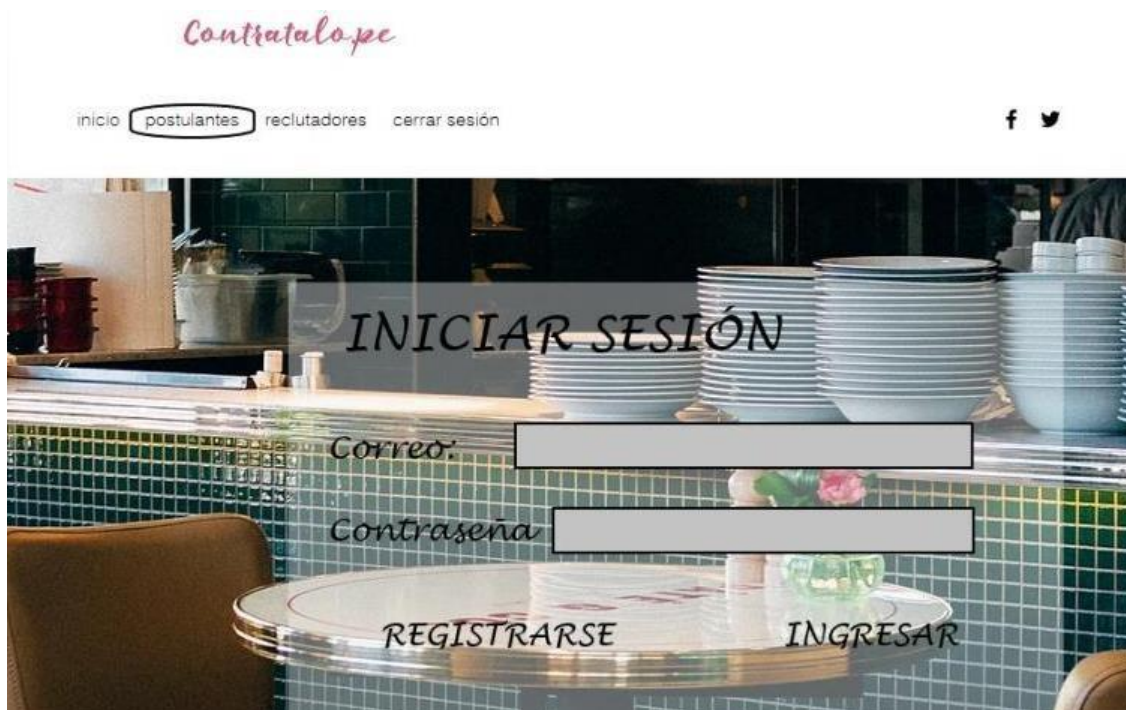 Contratalo.pe
inicio postulantes reclutadores cerrar sesión
INICIAR SESIÓN
Correo:
Contraseña
REGISTRARSE INGRESAR